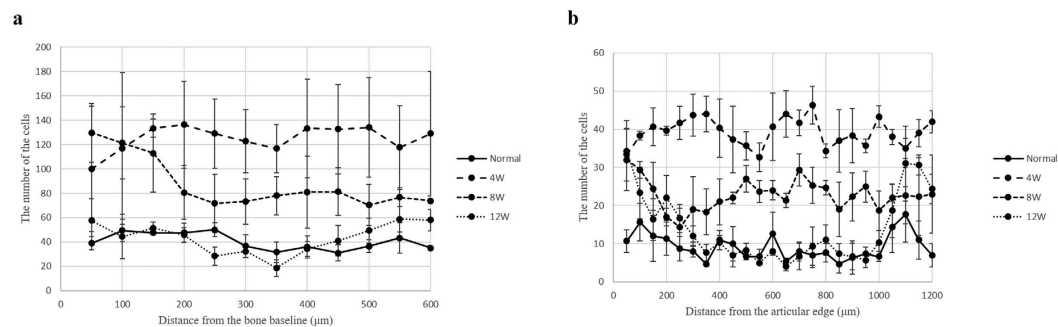 a
b
The number of the cells
200
180
160
140
120
100
80
60
40
20
0
0
100
200
300
400
500
600
Distance from the bone baseline (μm)
Normal
4W
8W
12W
The number of the cells
60
50
40
30
20
10
0
0
200
400
600
800
1000
1200
Distance from the articular edge (μm)
Normal
4W
8W
12W